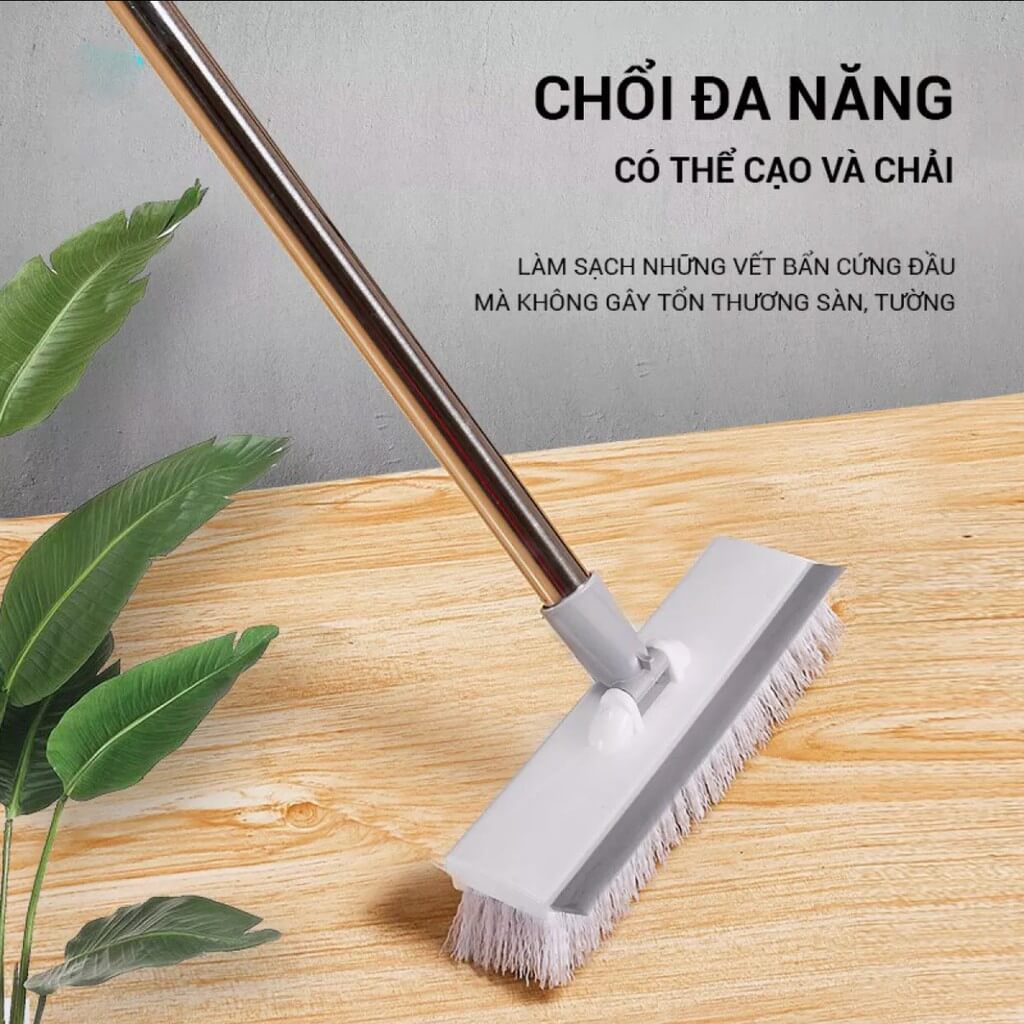 CHỔI ĐA NĂNG
CÓ THỂ CẠO VÀ CHẢI
LÀM SẠCH NHỮNG VẾT BẨN CỨNG ĐẦU
MÀ KHÔNG GÂY TỔN THƯƠNG SÀN, TƯỜNG